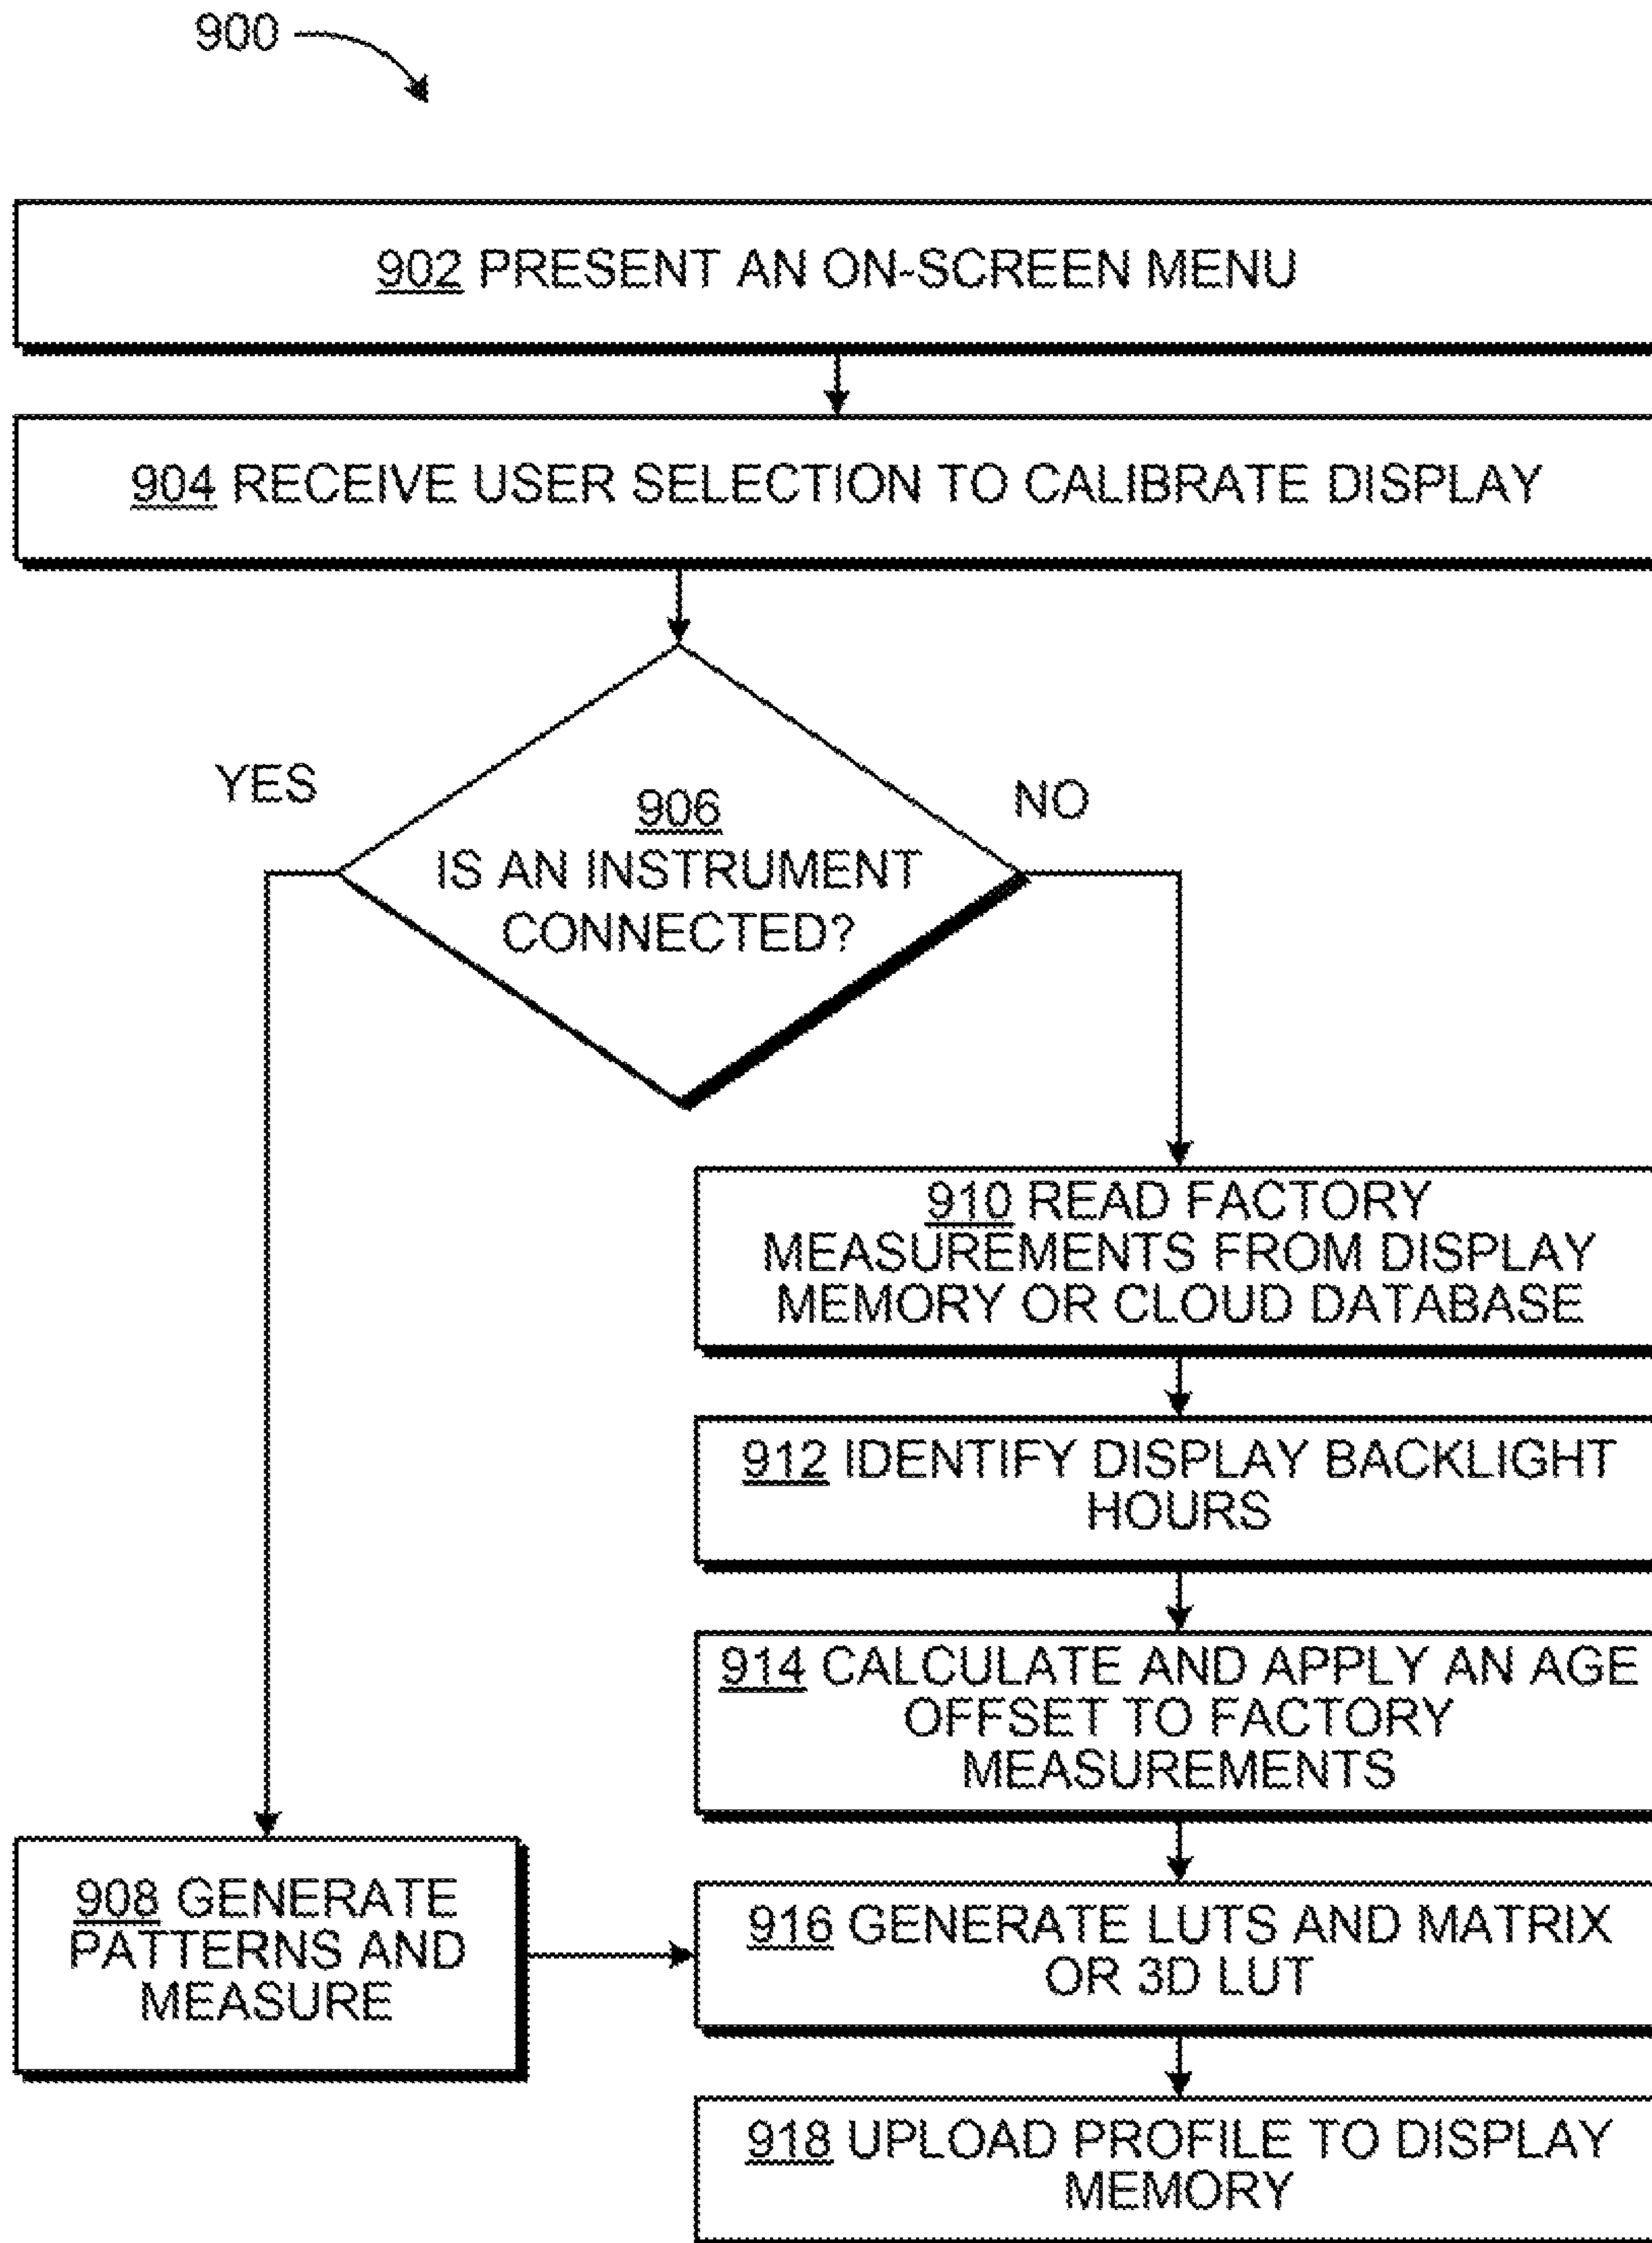 900
902 PRESENT AN ON-SCREEN MENU
904 RECEIVE USER SELECTION TO CALIBRATE DISPLAY
YES
NO
906
IS AN INSTRUMENT
CONNECTED?
910 READ FACTORY
MEASUREMENTS FROM DISPLAY
MEMORY OR CLOUD DATABASE
912 IDENTIFY DISPLAY BACKLIGHT
HOURS
914 CALCULATE AND APPLY AN AGE
OFFSET TO FACTORY
MEASUREMENTS
908 GENERATE
PATTERNS AND
MEASURE
916 GENERATE LUTS AND MATRIX
OR 3D LUT
918 UPLOAD PROFILE TO DISPLAY
MEMORY